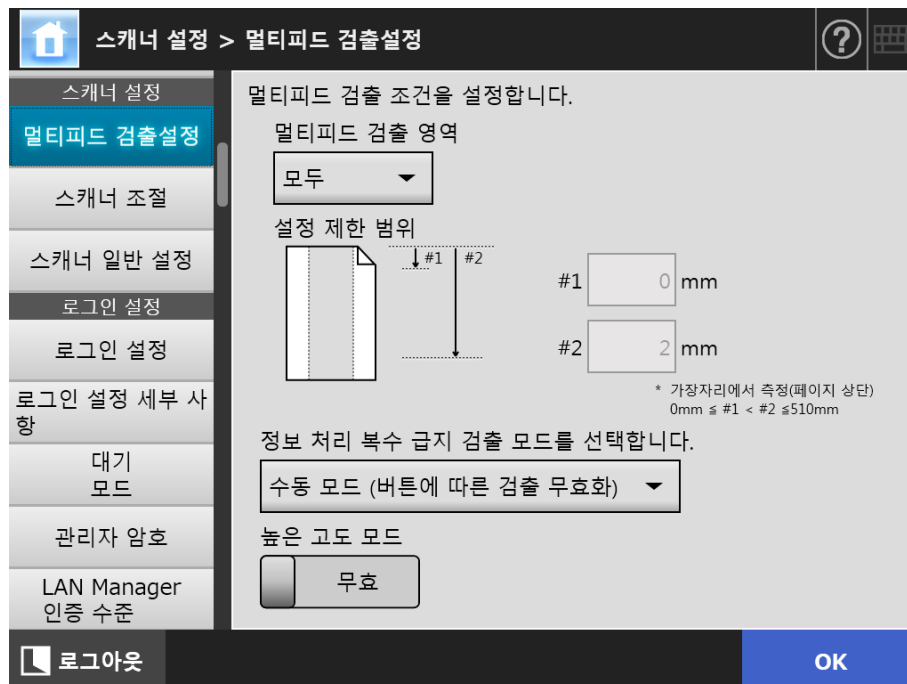 스캐너 설정 > 멀티피드 검출설정
스캐너 설정
멀티피드 검출설정
스캐너 조절
스캐너 일반 설정
로그인 설정
로그인 설정
로그인 설정 세부 사
항
대기
모드
관리자 암호
LAN Manager
인증 수준
멀티피드 검출 조건을 설정합니다.
멀티피드 검출 영역
모두
설정 제한 범위
#1 #2
#1 0 mm
#2 2 mm
* 가장자리에서 측정(페이지 상단)
0mm ≦ #1 < #2 ≦510mm
정보 처리 복수 급지 검출 모드를 선택합니다.
수동 모드 (버튼에 따른 검출 무효화)
높은 고도 모드
무효
로그아웃
OK